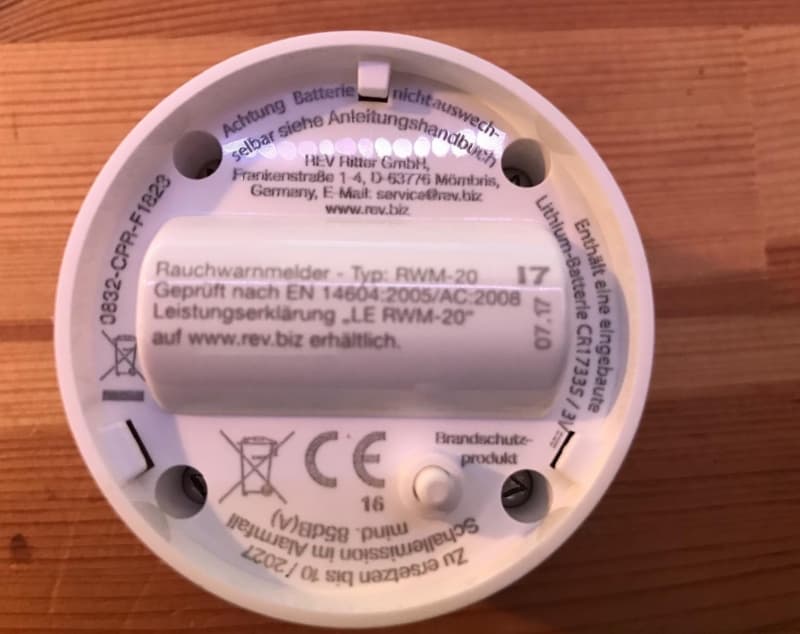 Achtung Batterie nicht auswech-
selbar siehe Anleitungshandbuch
REV Ritter GmbH,
Frankenstraße 1-4, D-63776 Mömbris,
Germany, E-Mail: service@rev.biz
www.rev.biz
0832-CPR-F1823
Enthält eine eingebaute
Lithium-Batterie CR17335 / 3V
Rauchwarnmelder - Typ: RWM-20
Geprüft nach EN 14604:2005/AC:2008
Leistungserklärung „LE RWM-20“
auf www.rev.biz erhältlich.
17
07.17
CE
16
Brandschutz-
produkt
Zu ersetzen bis 10 / 2027
Schallemission im Alarmfall
mind. 85dB(A)